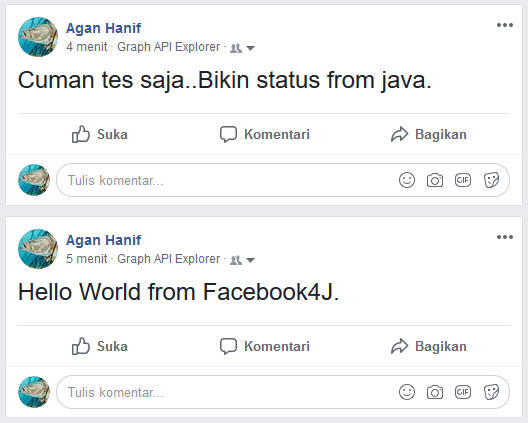 Agan Hanif
4 menit · Graph API Explorer ·
Cuman tes saja..Bikin status from java.
Suka Komentari Bagikan
Tulis komentar... GIF
Agan Hanif
5 menit · Graph API Explorer ·
Hello World from Facebook4J.
Suka Komentari Bagikan
Tulis komentar... GIF